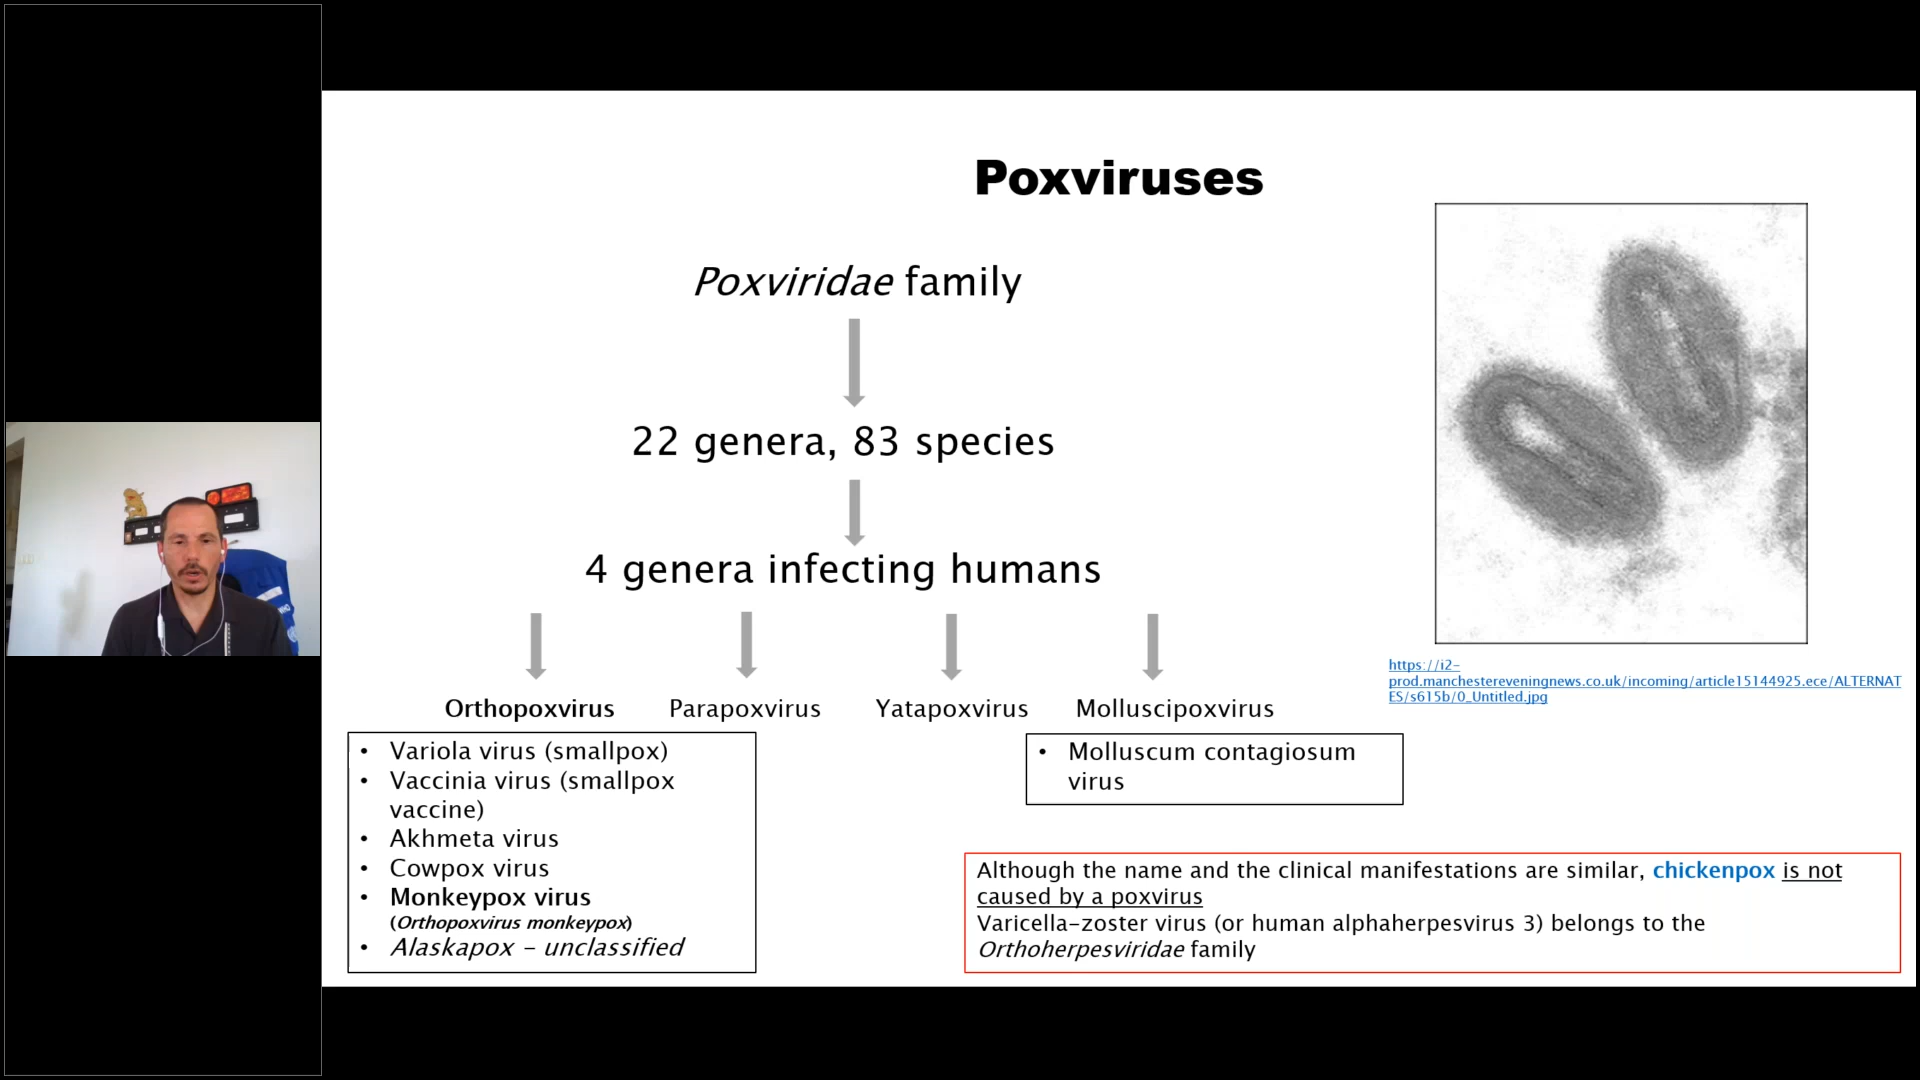 Poxviruses
Poxviridae family
22 genera, 83 species
4 genera infecting humans
Orthopoxvirus
Parapoxvirus
Yatapoxvirus
Molluscipoxvirus
• Variola virus (smallpox)
• Vaccinia virus (smallpox
vaccine)
• Akhmeta virus
• Cowpox virus
• Monkeypox virus
(Orthopoxvirus monkeypox)
• Alaskapox - unclassified
• Molluscum contagiosum
virus
https://i2-
prod.manchestereveningnews.co.uk/incoming/article15144925.ece/ALTERNAT
ES/s615b/0_Untitled.jpg
Although the name and the clinical manifestations are similar, chickenpox is not
caused by a poxvirus
Varicella-zoster virus (or human alphaherpesvirus 3) belongs to the
Orthoherpesviridae family